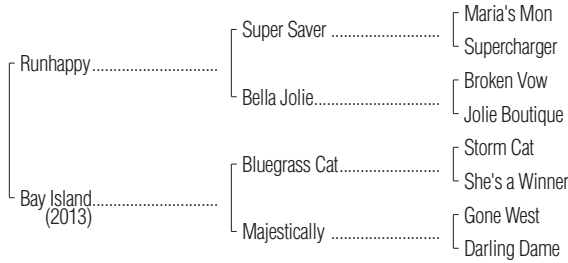 Maria's Mon
Super Saver ........................
Supercharger
Runhappy ............................
Broken Vow
Bella Jolie ............................
Jolie Boutique
Storm Cat
Bluegrass Cat ......................
She's a Winner
Bay Island ............................
(2013)
Gone West
Majestically ........................
Darling Dame